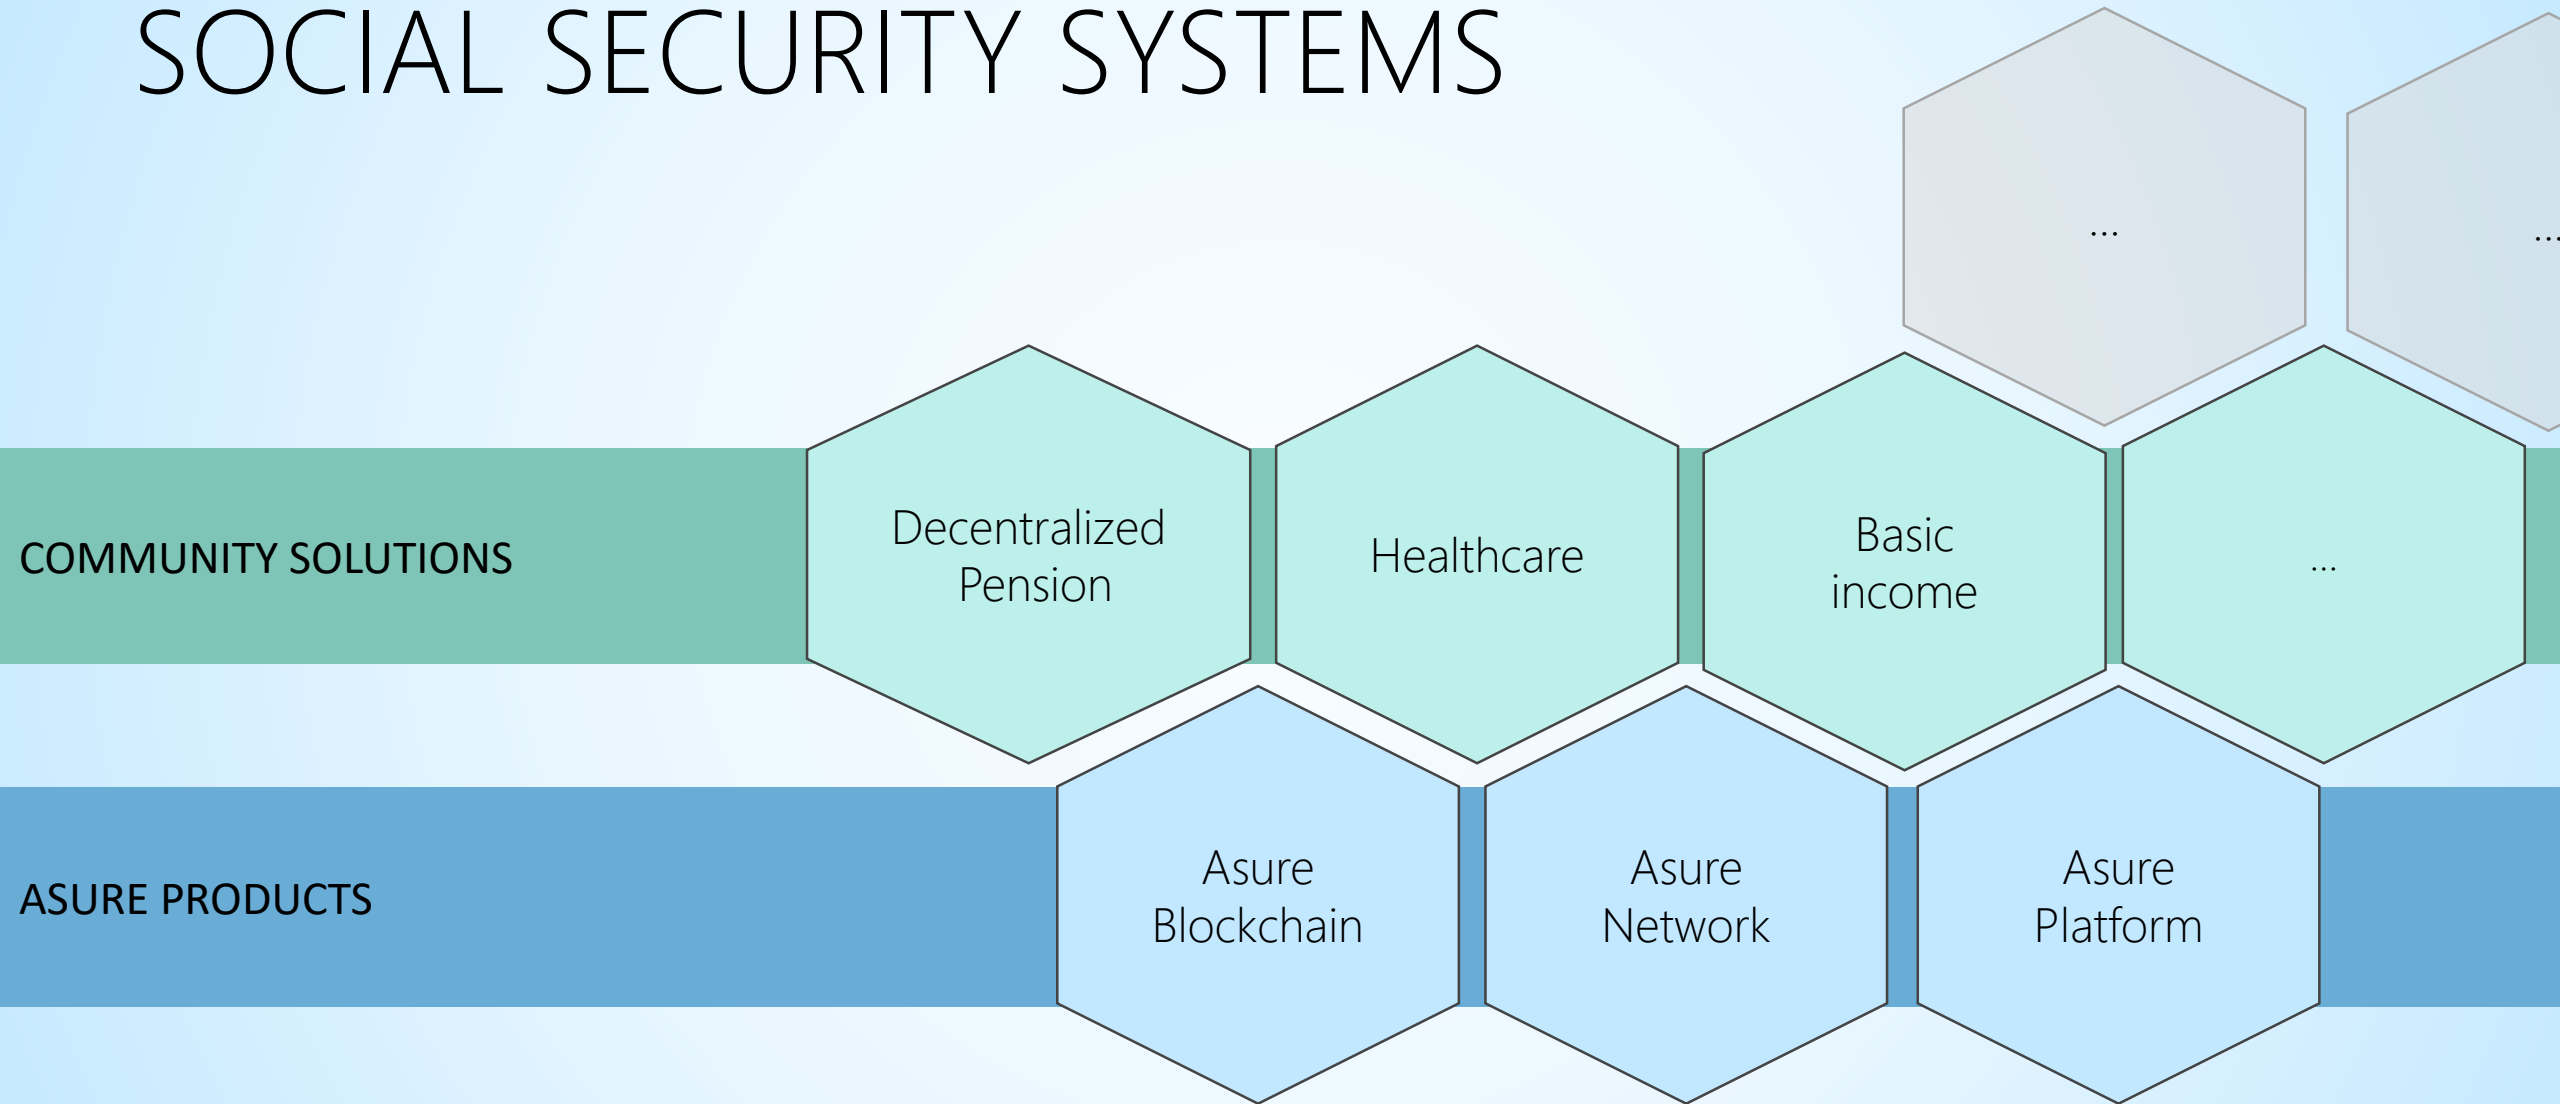 SOCIAL SECURITY SYSTEMS
...
...
COMMUNITY SOLUTIONS
Decentralized
Pension
Healthcare
Basic
income
...
ASURE PRODUCTS
Asure
Blockchain
Asure
Network
Asure
Platform